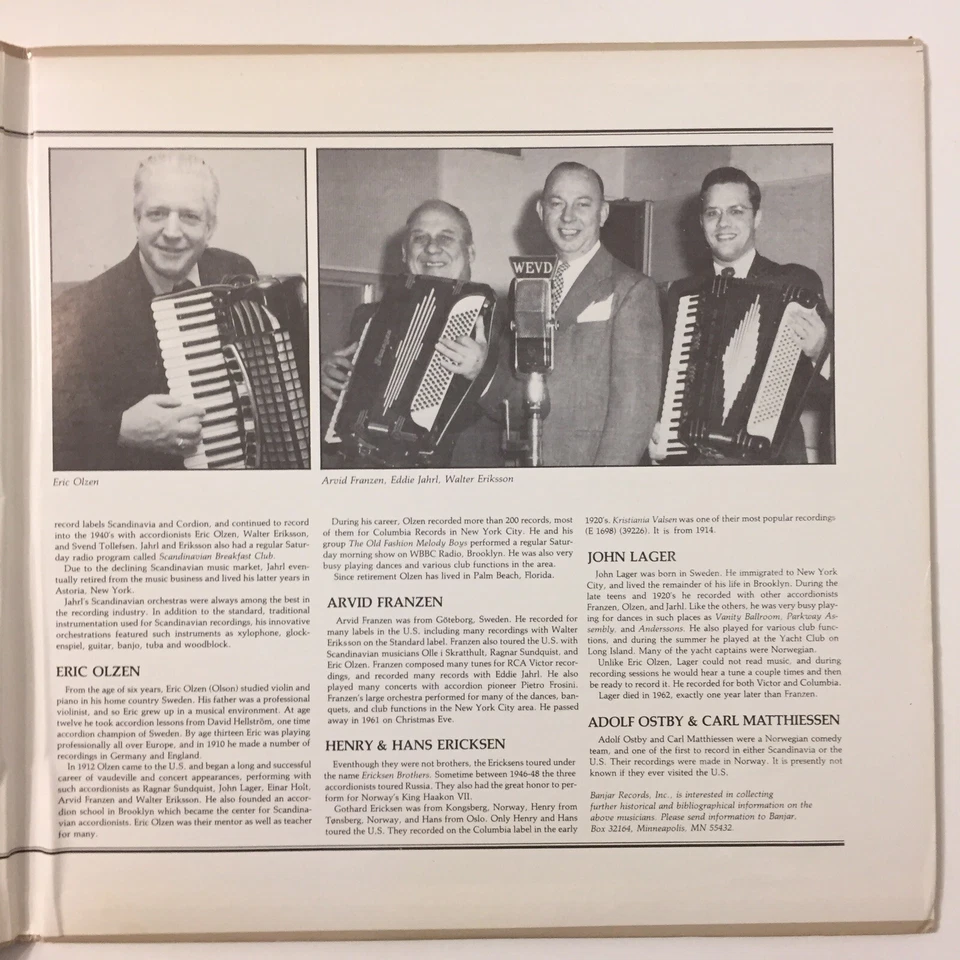 WEVD
Eric Olzen
Arvid Franzen, Eddie Jahrl, Walter Eriksson
record labels Scandinavia and Cordion, and continued to record
into the 1940's with accordionists Eric Olzen, Walter Eriksson,
and Svend Tollefsen. Jahrl and Eriksson also had a regular Satur-
day radio program called Scandinavian Breakfast Club.
Due to the declining Scandinavian music market, Jahrl even-
tually retired from the music business and lived his latter years in
Astoria, New York.
Jahrl's Scandinavian orchestras were always among the best in
the recording industry. In addition to the standard, traditional
instrumentation used for Scandinavian recordings, his innovative
orchestrations featured such instruments as xylophone, glock-
enspiel, guitar, banjo, tuba and woodblock.
ERIC OLZEN
From the age of six years, Eric Olzen (Olson) studied violin and
piano in his home country Sweden. His father was a professional
violinist, and so Eric grew up in a musical environment. At age
twelve he took accordion lessons from David Hellström, one time
accordion champion of Sweden. By age thirteen Eric was playing
professionally all over Europe, and in 1910 he made a number of
recordings in Germany and England.
In 1912 Olzen came to the U.S. and began a long and successful
career of vaudeville and concert appearances, performing with
such accordionists as Ragnar Sundquist, John Lager, Einar Holt,
Arvid Franzen and Walter Eriksson. He also founded an accor-
dion school in Brooklyn which became the center for Scandina-
vian accordionists. Eric Olzen was their mentor as well as teacher
for many.
During his career, Olzen recorded more than 200 records, most
of them for Columbia Records in New York City. He and his
group The Old Fashion Melody Boys performed a regular Satur-
day morning show on WBBC Radio, Brooklyn. He was also very
busy playing dances and various club functions in the area.
Since retirement Olzen has lived in Palm Beach, Florida.
ARVID FRANZEN
Arvid Franzen was from Göteborg, Sweden. He recorded for
many labels in the U.S. including many recordings with Walter
Eriksson on the Standard label. Franzen also toured the U.S. with
Scandinavian musicians Olle i Skratthult, Ragnar Sundquist, and
Eric Olzen. Franzen composed many tunes for RCA Victor recor-
dings, and recorded many records with Eddie Jahrl. He also
played many concerts with accordion pioneer Pietro Frosini.
Franzen's large orchestra performed for many of the dances, ban-
quets, and club functions in the New York City area. He passed
away in 1961 on Christmas Eve.
HENRY & HANS ERICKSEN
Eventhough they were not brothers, the Ericksens toured under
the name Ericksen Brothers. Sometime between 1946-48 the three
accordionists toured Russia. They also had the great honor to per-
form for Norway's King Haakon VII.
Gothard Ericksen was from Kongsberg, Norway, Henry from
Tønsberg, Norway, and Hans from Oslo. Only Henry and Hans
toured the U.S. They recorded on the Columbia label in the early
1920's. Kristiania Valsen was one of their most popular recordings
(E 1698) (39226). It is from 1914.
JOHN LAGER
John Lager was born in Sweden. He immigrated to New York
City, and lived the remainder of his life in Brooklyn. During the
late teens and 1920's he recorded with other accordionists
Franzen, Olzen, and Jarhl. Like the others, he was very busy play-
ing for dances in such places as Vanity Ballroom, Parkway As-
sembly, and Anderssons. He also played for various club func-
tions, and during the summer he played at the Yacht Club on
Long Island. Many of the yacht captains were Norwegian.
Unlike Eric Olzen, Lager could not read music, and during
recording sessions he would hear a tune a couple times and then
be ready to record it. He recorded for both Victor and Columbia.
Lager died in 1962, exactly one year later than Franzen.
ADOLF OSTBY & CARL MATTHIESSEN
Adolf Ostby and Carl Matthiessen were a Norwegian comedy
team, and one of the first to record in either Scandinavia or the
U.S. Their recordings were made in Norway. It is presently not
known if they ever visited the U.S.
Banjar Records, Inc., is interested in collecting
further historical and bibliographical information on the
above musicians. Please send information to Banjar,
Box 32164, Minneapolis, MN 55432.